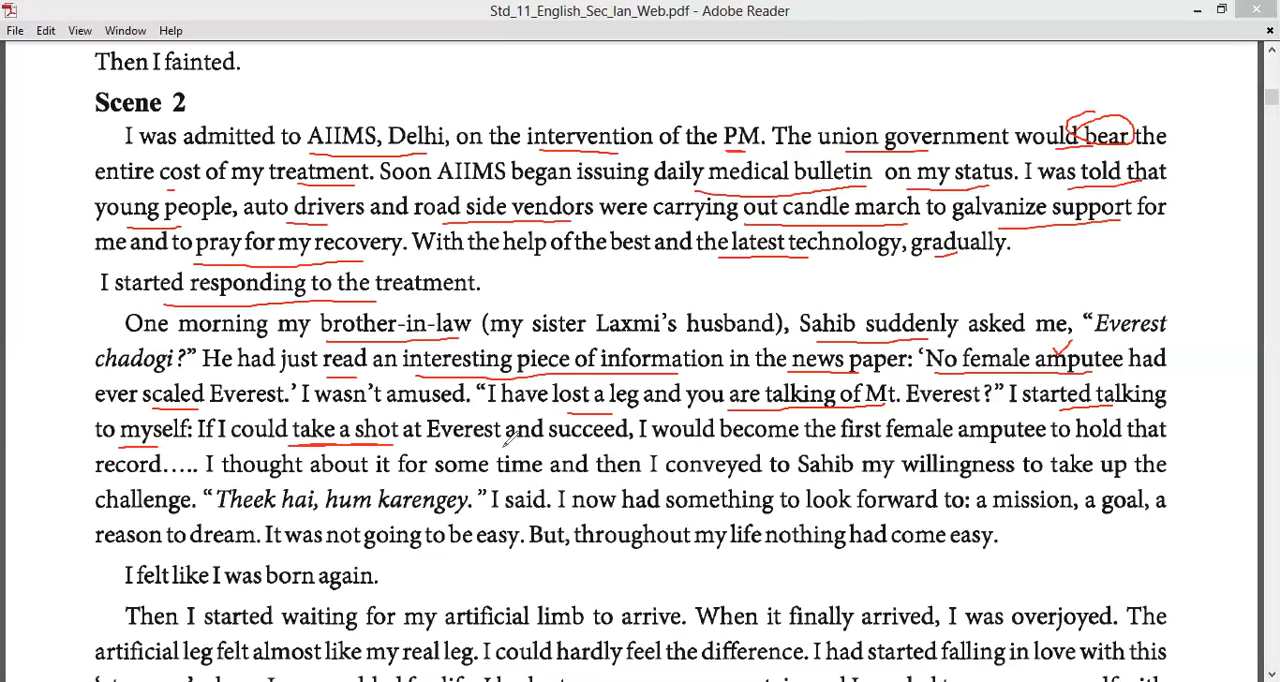 Std_11_English_Sec_lan_Web.pdf - Adobe Reader
File Edit View Window Help
Then I fainted.
Scene 2
I was admitted to AIIMS, Delhi, on the intervention of the PM. The union government would bear the
entire cost of my treatment. Soon AIIMS began issuing daily medical bulletin on my status. I was told that
young people, auto drivers and road side vendors were carrying out candle march to galvanize support for
me and to pray for my recovery. With the help of the best and the latest technology, gradually.
I started responding to the treatment.
One morning my brother-in-law (my sister Laxmi's husband), Sahib suddenly asked me, “Everest
chadogi?” He had just read an interesting piece of information in the news paper: ‘No female amputee had
ever scaled Everest.’ I wasn't amused. “I have lost a leg and you are talking of Mt. Everest?” I started talking
to myself: If I could take a shot at Everest and succeed, I would become the first female amputee to hold that
record….. I thought about it for some time and then I conveyed to Sahib my willingness to take up the
challenge. “Theek hai, hum karengey.” I said. I now had something to look forward to: a mission, a goal, a
reason to dream. It was not going to be easy. But, throughout my life nothing had come easy.
I felt like I was born again.
Then I started waiting for my artificial limb to arrive. When it finally arrived, I was overjoyed. The
artificial leg felt almost like my real leg. I could hardly feel the difference. I had started falling in love with this